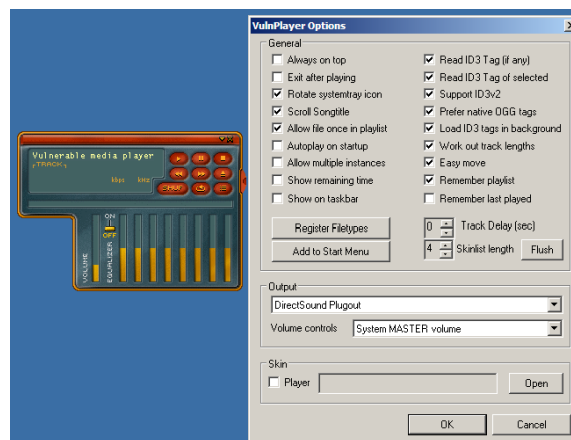 Vulnerable media player
TRACK
kbps kHz
SHUF
ON
OFF
VOLUME
EQUALIZER
VulnPlayer Options
General
Always on top
Exit after playing
Rotate systemtray icon
Scroll Songtitle
Allow file once in playlist
Autoplay on startup
Allow multiple instances
Show remaining time
Show on taskbar
Read ID3 Tag (if any)
Read ID3 Tag of selected
Support ID3v2
Prefer native OGG tags
Load ID3 tags in background
Work out track lengths
Easy move
Remember playlist
Remember last played
Register Filetypes
Add to Start Menu
0 Track Delay (sec)
4 Skinlist length Flush
Output
DirectSound Plugout
Volume controls System MASTER volume
Skin
Player Open
OK Cancel